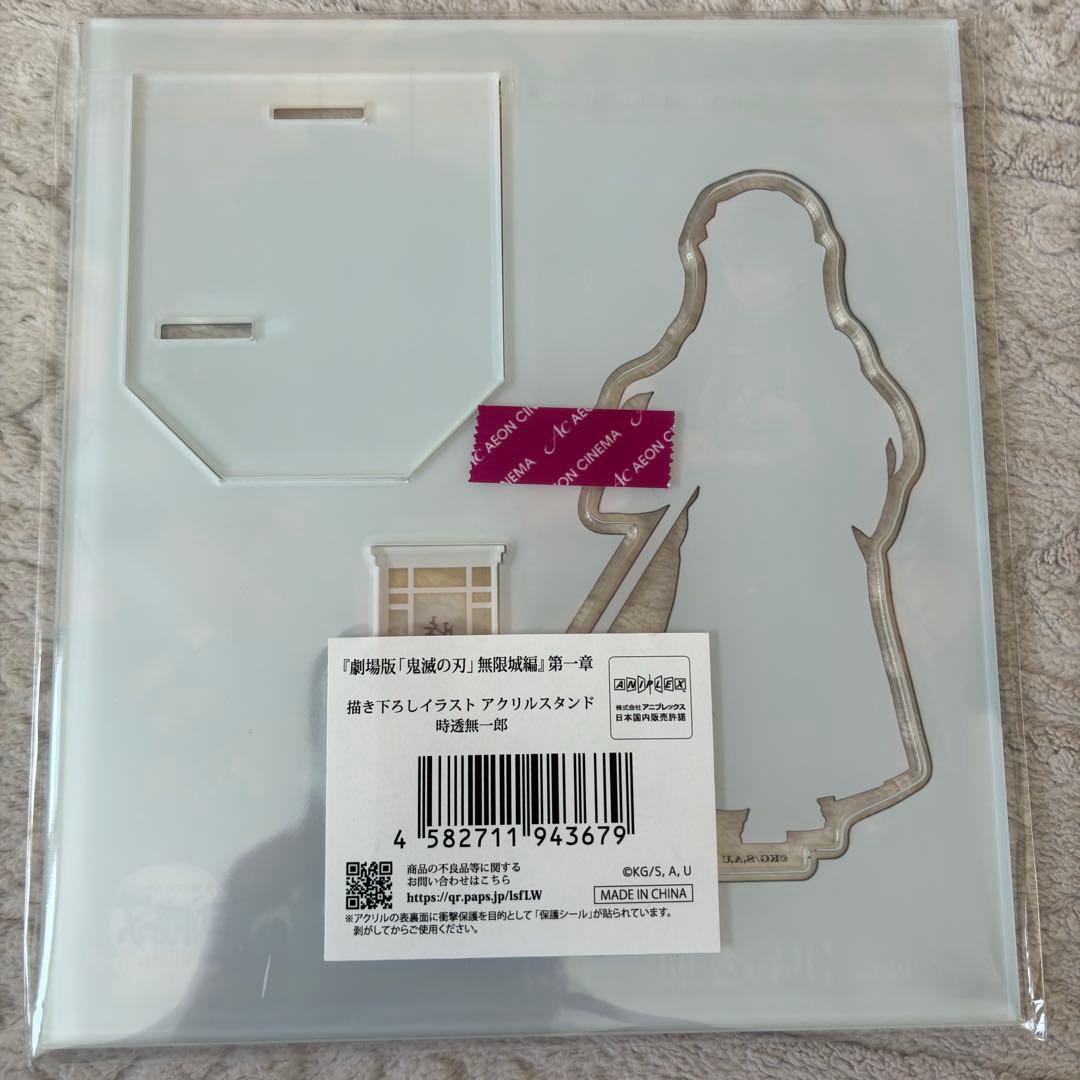 AEON CINEMA
AC AEON CINEMA
AC AEON CIN
『劇場版「鬼滅の刃」無限城編』第一章
描き下ろしイラスト アクリルスタンド
時透無一郎
ANIPLEX
株式会社アニプレックス
日本国内販売許諾
4 582711 943679
商品の不良品等に関する
お問い合わせはこちら
https://qr.paps.jp/lsfLW
©KG/S, A, U
MADE IN CHINA
※アクリルの表裏面に衝撃保護を目的として「保護シール」が貼られています。
剥がしてからご使用ください。
©KG/S,A,U